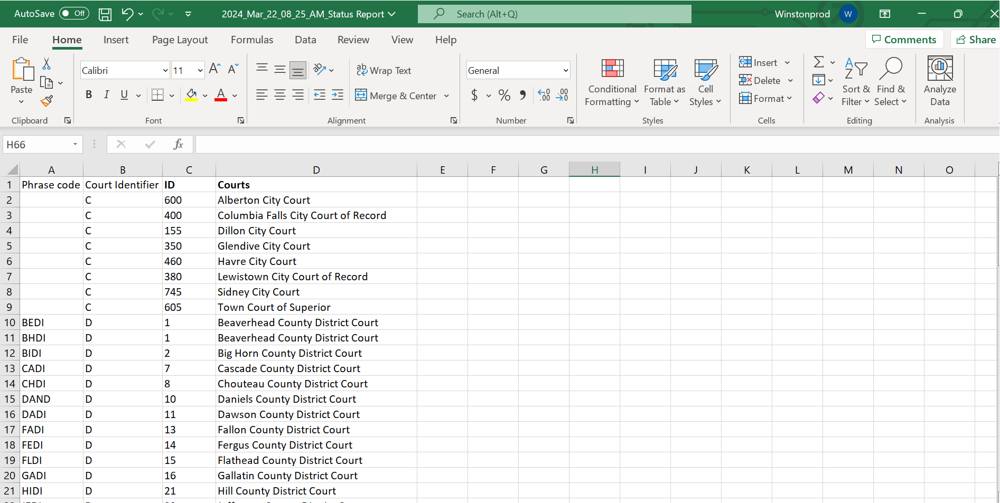 AutoSave Off 2024_Mar_22_08_25_AM_Status Report Search (Alt+Q) Winstonprod W
File Home Insert Page Layout Formulas Data Review View Help Comments Share
Paste
Clipboard
Calibri 11
B I U A
Font
ab Wrap Text
Merge & Center
Alignment
General
$ % 9 .00 .00
Number
Conditional Formatting
Format as Table
Cell Styles
Styles
Insert
Delete
Format
Cells
Sort & Filter
Find & Select
Editing
Analyze Data
Analysis
H66 fx
A B C D E F G H I J K L M N O
1 Phrase code Court Identifier ID Courts
2 C 600 Alberton City Court
3 C 400 Columbia Falls City Court of Record
4 C 155 Dillon City Court
5 C 350 Glendive City Court
6 C 460 Havre City Court
7 C 380 Lewistown City Court of Record
8 C 745 Sidney City Court
9 C 605 Town Court of Superior
10 BEDI D 1 Beaverhead County District Court
11 BHDI D 1 Beaverhead County District Court
12 BIDI D 2 Big Horn County District Court
13 CADI D 7 Cascade County District Court
14 CHDI D 8 Chouteau County District Court
15 DAND D 10 Daniels County District Court
16 DADI D 11 Dawson County District Court
17 FADI D 13 Fallon County District Court
18 FEDI D 14 Fergus County District Court
19 FLDI D 15 Flathead County District Court
20 GADI D 16 Gallatin County District Court
21 HIDI D 21 Hill County District Court